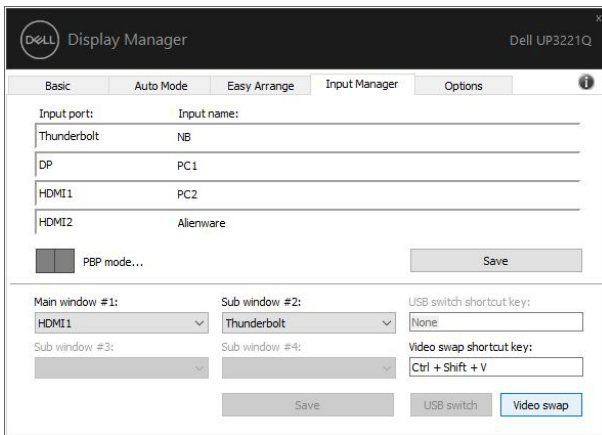 x
DELL Display Manager Dell UP3221Q
Basic Auto Mode Easy Arrange Input Manager Options i
Input port: Input name:
Thunderbolt NB
DP PC1
HDMI1 PC2
HDMI2 Alienware
PBP mode... Save
Main window #1: Sub window #2: USB switch shortcut key:
HDMI1 Thunderbolt None
Sub window #3: Sub window #4: Video swap shortcut key:
Ctrl + Shift + V
Save USB switch Video swap